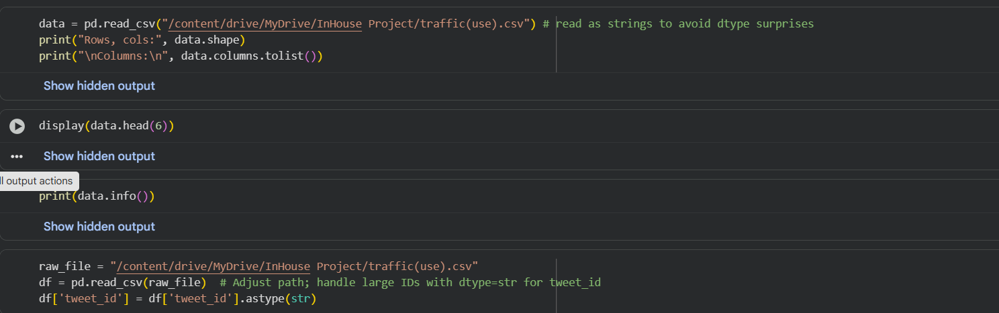 data = pd.read_csv("/content/drive/MyDrive/InHouse Project/traffic(use).csv") # read as strings to avoid dtype surprises
print("Rows, cols:", data.shape)
print("\nColumns:\n", data.columns.tolist())
Show hidden output
display(data.head(6))
Show hidden output
ll output actions
print(data.info())
Show hidden output
raw_file = "/content/drive/MyDrive/InHouse Project/traffic(use).csv"
df = pd.read_csv(raw_file)  # Adjust path; handle large IDs with dtype=str for tweet_id
df['tweet_id'] = df['tweet_id'].astype(str)